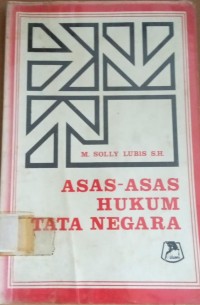 M. SOLLY LUBIS S.H.
ASAS-ASAS
HUKUM
TATA NEGARA